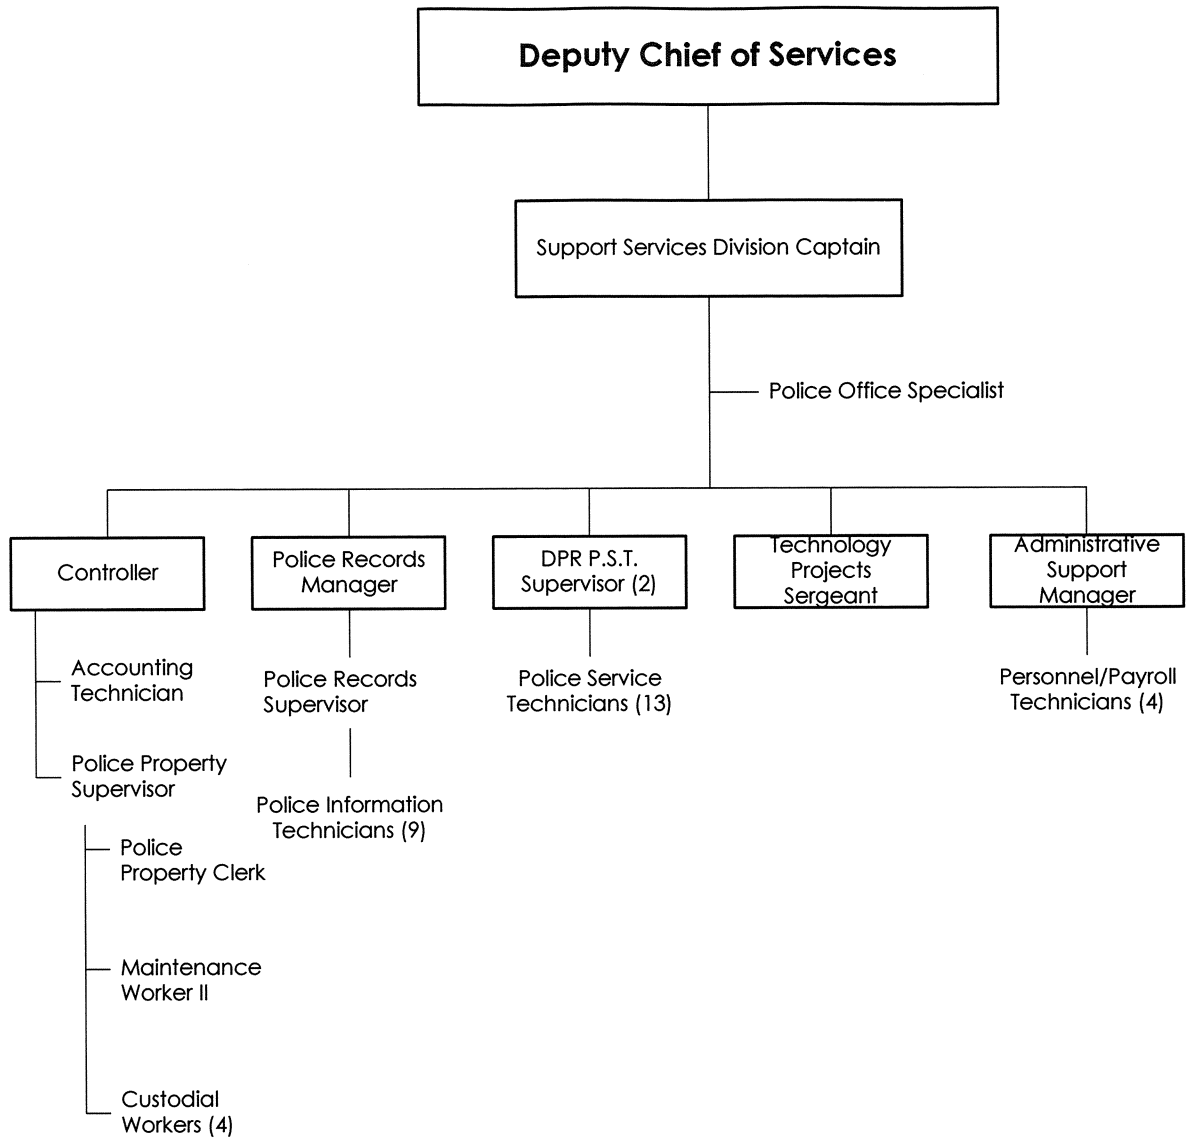 Deputy Chief of Services
Support Services Division Captain
Police Office Specialist
Controller
Police Records
Manager
DPR P.S.T.
Supervisor (2)
Technology
Projects
Sergeant
Administrative
Support
Manager
Accounting
Technician
Police Property
Supervisor
Police
Property Clerk
Maintenance
Worker II
Custodial
Workers (4)
Police Records
Supervisor
Police Information
Technicians (9)
Police Service
Technicians (13)
Personnel/Payroll
Technicians (4)